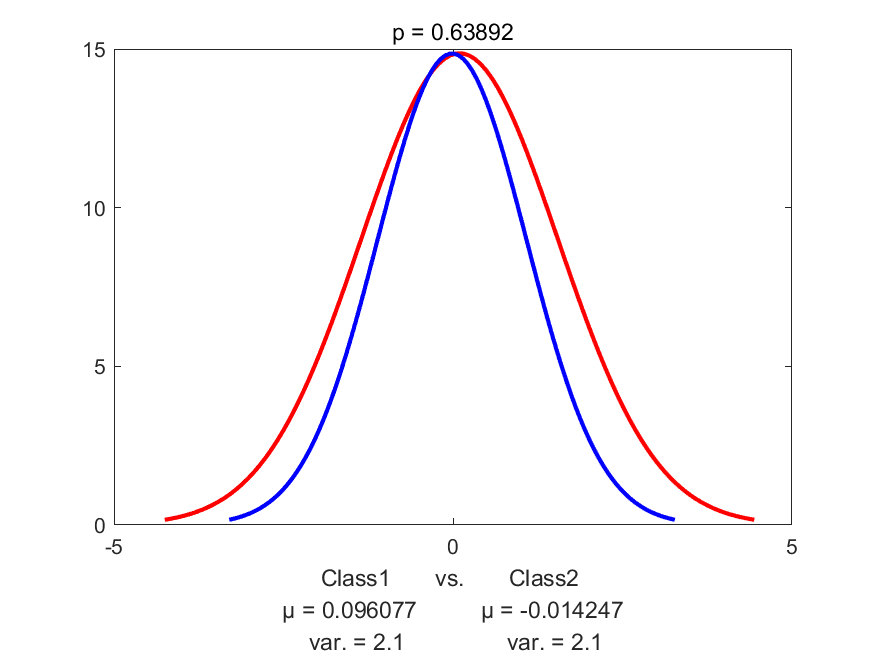 p = 0.63892
15
10
5
0
-5 0 5
Class1 vs. Class2
μ = 0.096077 μ = -0.014247
var. = 2.1 var. = 2.1